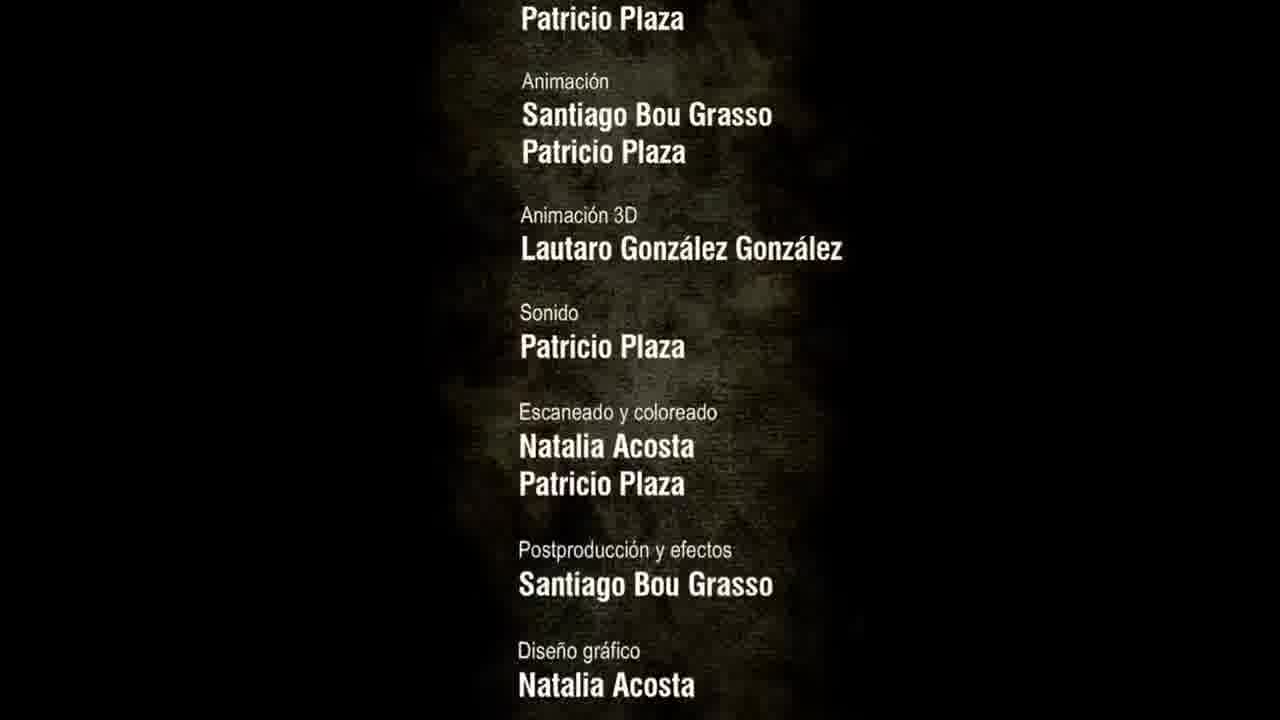 Patricio Plaza
Animación
Santiago Bou Grasso
Patricio Plaza
Animación 3D
Lautaro González González
Sonido
Patricio Plaza
Escaneado y coloreado
Natalia Acosta
Patricio Plaza
Postproducción y efectos
Santiago Bou Grasso
Diseño gráfico
Natalia Acosta